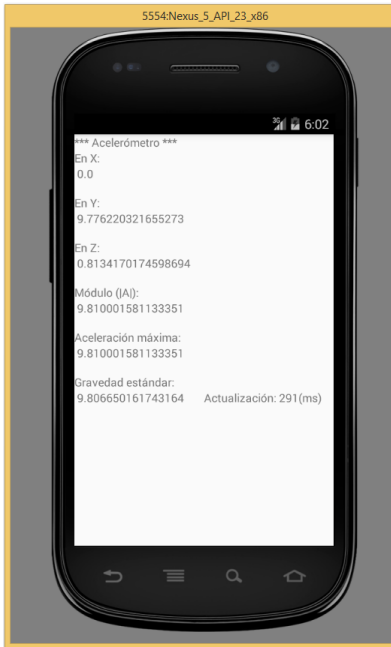 5554:Nexus_5_API_23_x86
3G 6:02
*** Acelerómetro ***
En X:
0.0
En Y:
9.776220321655273
En Z:
0.8134170174598694
Módulo (|A|):
9.810001581133351
Aceleración máxima:
9.810001581133351
Gravedad estándar:
9.806650161743164 Actualización: 291(ms)